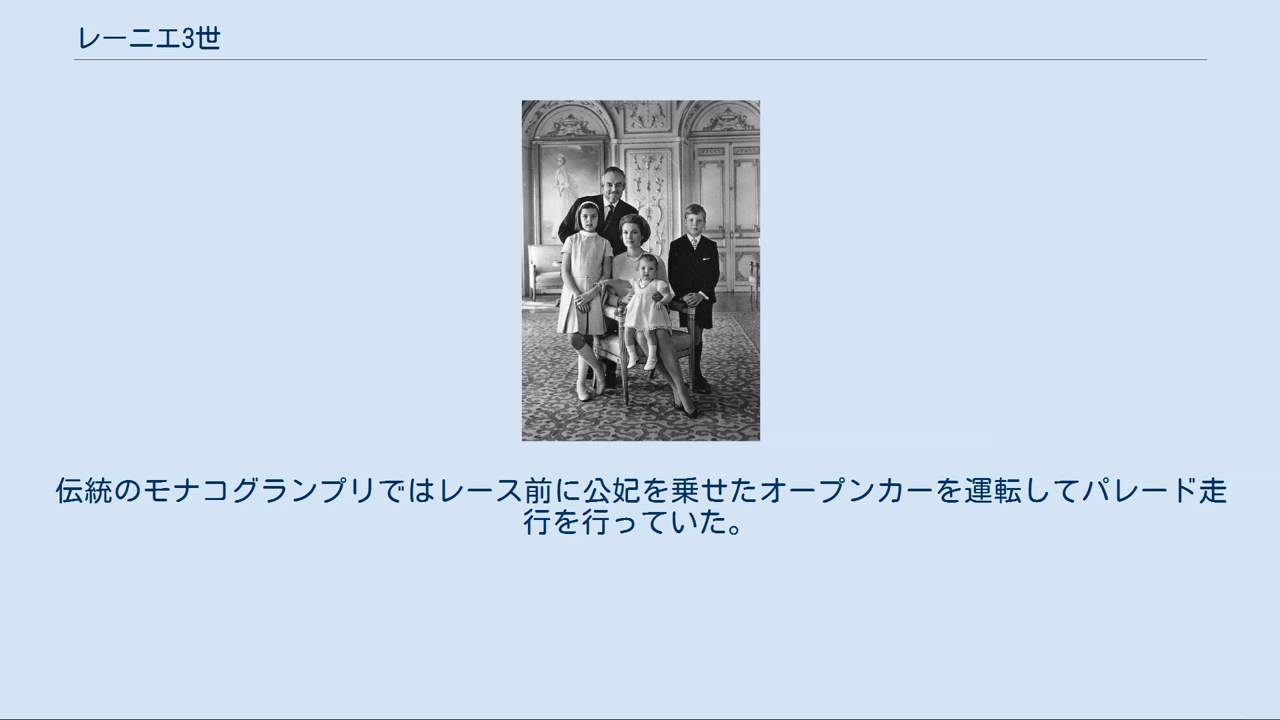 レーニエ3世
伝統のモナコグランプリではレース前に公妃を乗せたオープンカーを運転してパレード走
行を行っていた。